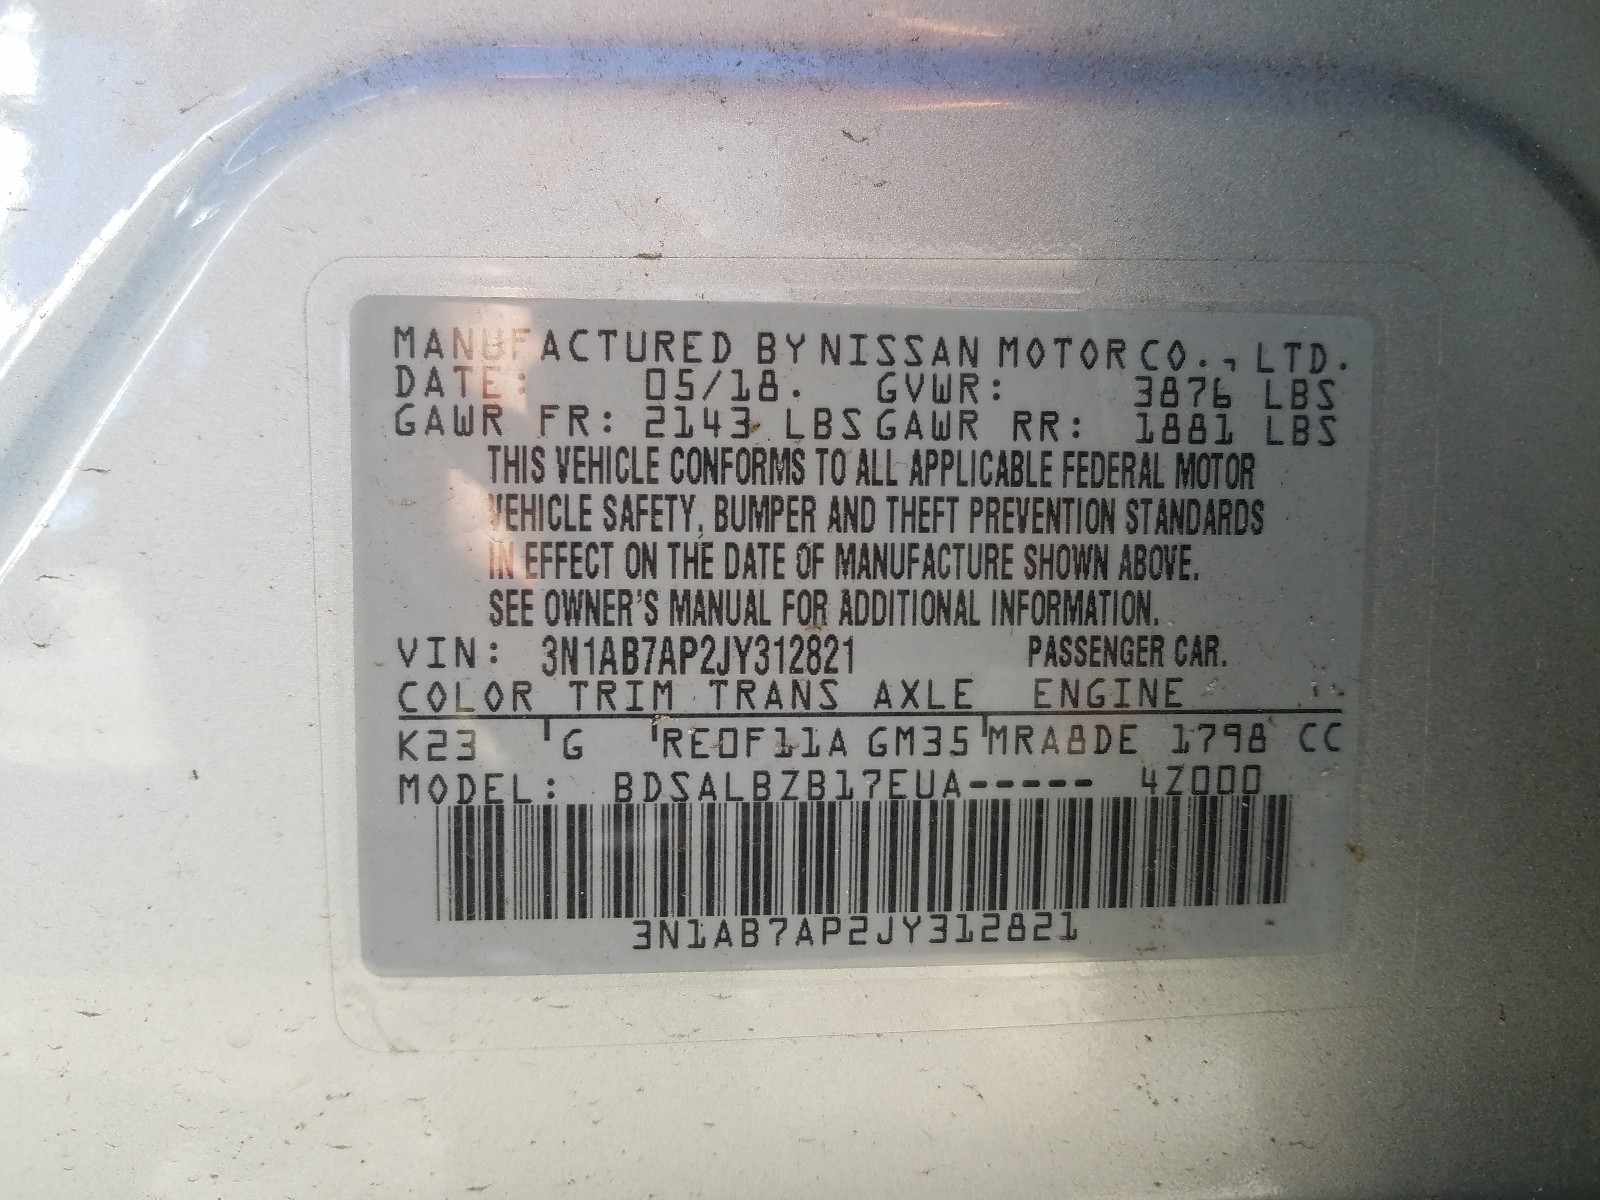 MANUFACTURED BY NISSAN MOTOR CO., LTD.
DATE: 05/18. GVWR: 3876 LBS
GAWR FR: 2143 LBS GAWR RR: 1881 LBS
THIS VEHICLE CONFORMS TO ALL APPLICABLE FEDERAL MOTOR
VEHICLE SAFETY, BUMPER AND THEFT PREVENTION STANDARDS
IN EFFECT ON THE DATE OF MANUFACTURE SHOWN ABOVE.
SEE OWNER'S MANUAL FOR ADDITIONAL INFORMATION.
VIN: 3N1AB7AP2JY312821 PASSENGER CAR.
COLOR TRIM TRANS AXLE ENGINE
K23 G RE0F11A GM35 MRA8DE 1798 CC
MODEL: BDSALBZB17EUA----- 4Z000
3N1AB7AP2JY312821